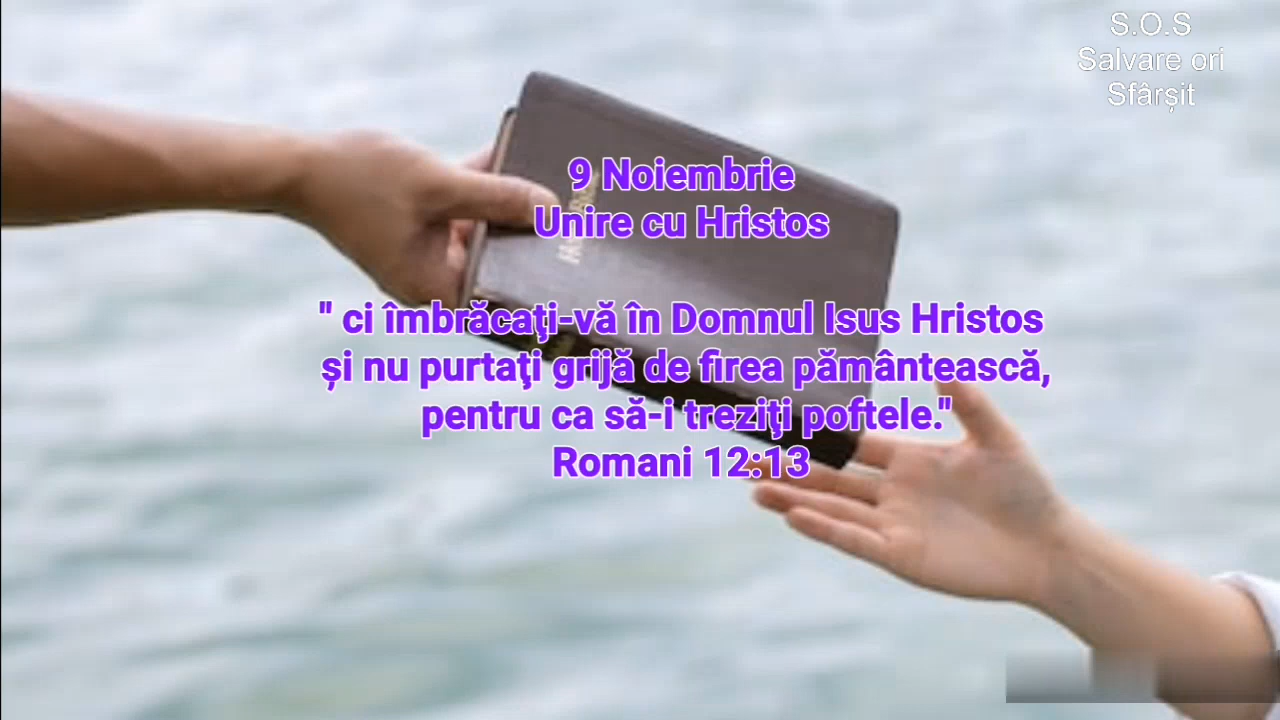 S.O.S
Salvare ori
Sfârșit
9 Noiembrie
Unire cu Hristos
" ci îmbrăcaţi-vă în Domnul Isus Hristos
și nu purtaţi grijă de firea pământească,
pentru ca să-i treziţi poftele."
Romani 12:13